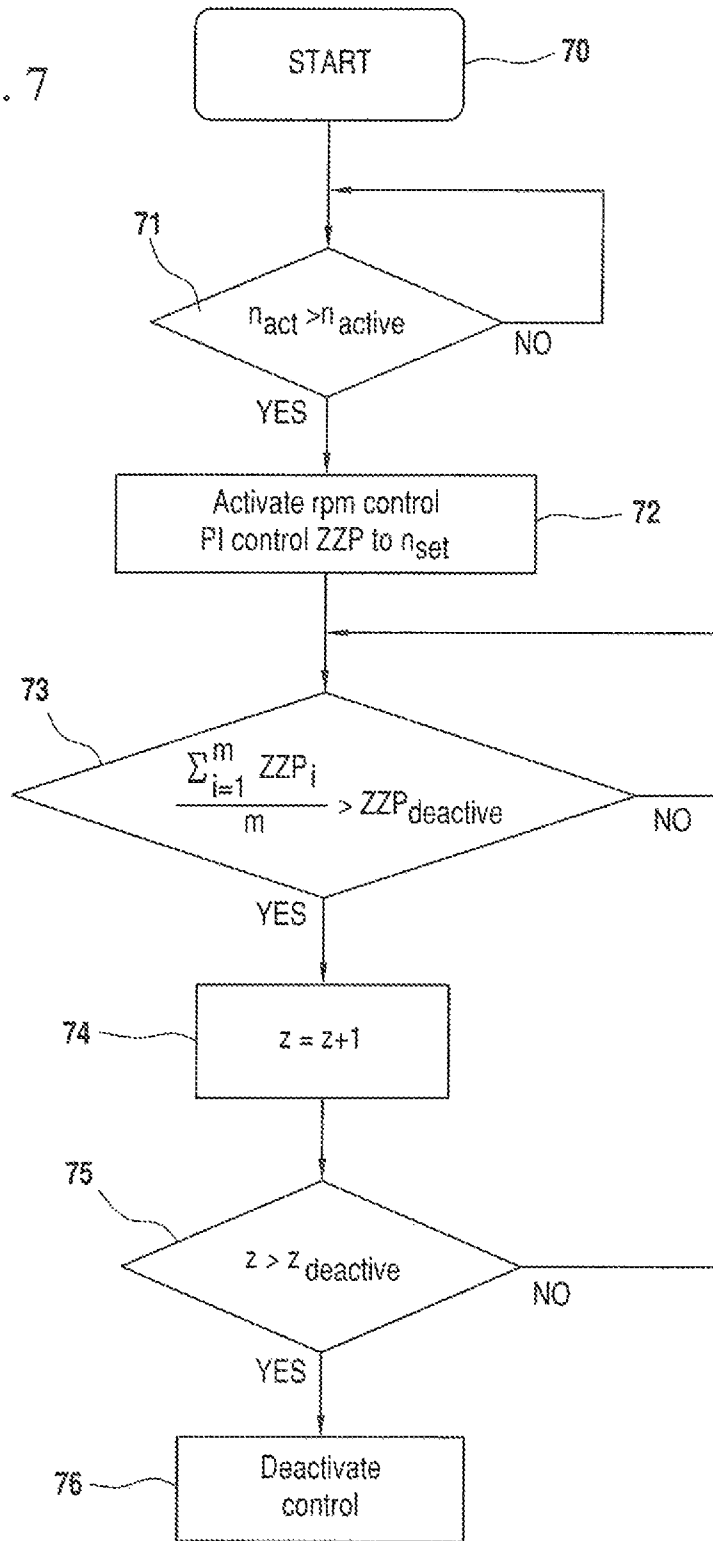 . 7
START
70
71
n_act > n_active
NO
YES
Activate rpm control
PI control ZZP to n_set
72
73
Σ_{i=1}^{m} ZZP_i / m > ZZP_deactive
NO
YES
74
z = z+1
75
z > z_deactive
NO
YES
76
Deactivate
control